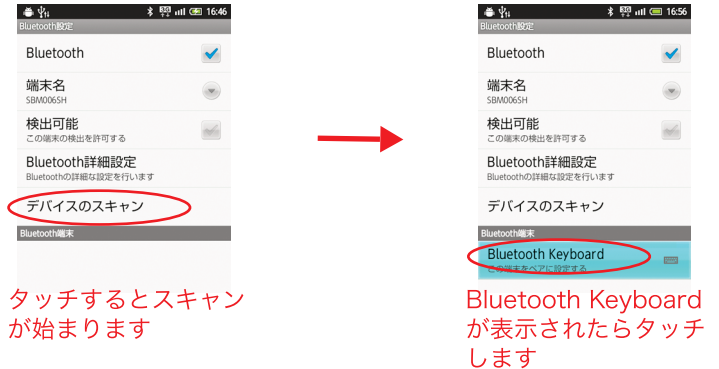 3G 16:46
Bluetooth設定
Bluetooth
端末名
SBM006SH
検出可能
この端末の検出を許可する
Bluetooth詳細設定
Bluetoothの詳細な設定を行います
デバイスのスキャン
Bluetooth端末
タッチするとスキャン
が始まります
3G 16:56
Bluetooth設定
Bluetooth
端末名
SBM006SH
検出可能
この端末の検出を許可する
Bluetooth詳細設定
Bluetoothの詳細な設定を行います
デバイスのスキャン
Bluetooth端末
Bluetooth Keyboard
この端末をペアに設定する
Bluetooth Keyboard
が表示されたらタッチ
します